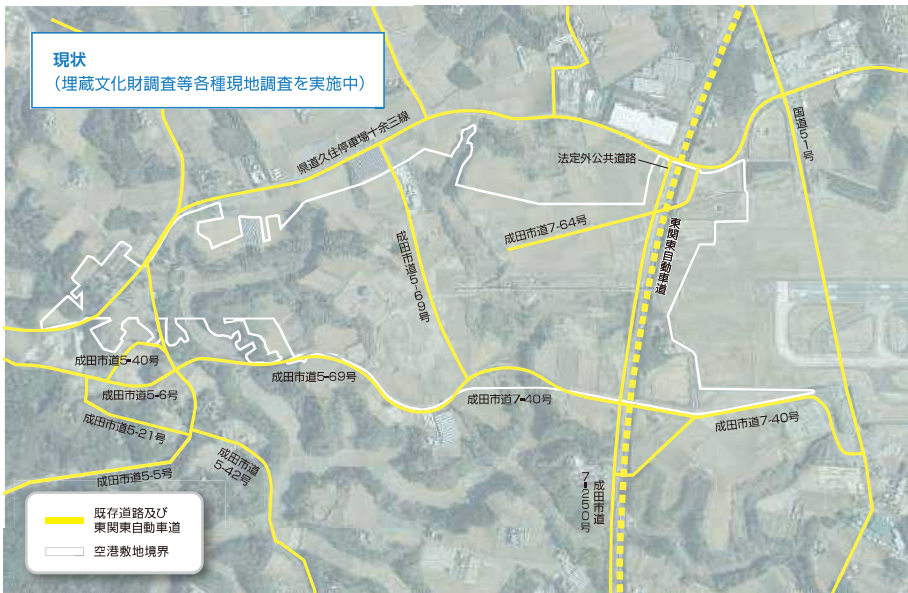 現状
（埋蔵文化財調査等各種現地調査を実施中）
県道久住停車場十余三線
法定外公共道路
国道51号
成田市道7-64号
東関東自動車道
成田市道5-69号
成田市道5-40号
成田市道5-69号
成田市道5-6号
成田市道7-40号
成田市道7-40号
成田市道5-21号
成田市道
5-42号
成田市道5-5号
成田市道
7-250号
既存道路及び
東関東自動車道
空港敷地境界